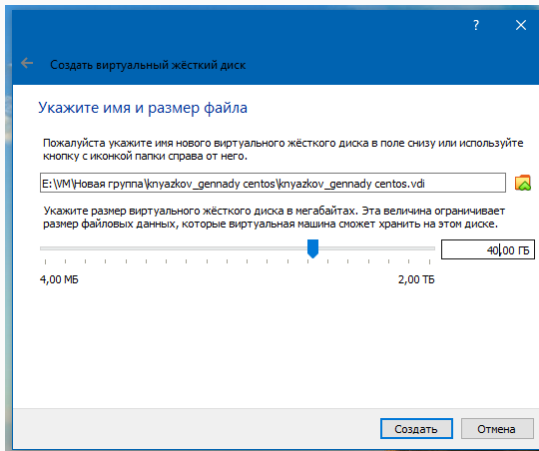 ?
Создать виртуальный жёсткий диск
Укажите имя и размер файла
Пожалуйста укажите имя нового виртуального жёсткого диска в поле снизу или используйте
кнопку с иконкой папки справа от него.
E:\VM\Новая группа\knyazkov_gennady centos\knyazkov_gennady centos.vdi
Укажите размер виртуального жёсткого диска в мегабайтах. Эта величина ограничивает
размер файловых данных, которые виртуальная машина сможет хранить на этом диске.
40,00 ГБ
4,00 МБ 2,00 ТБ
Создать Отмена